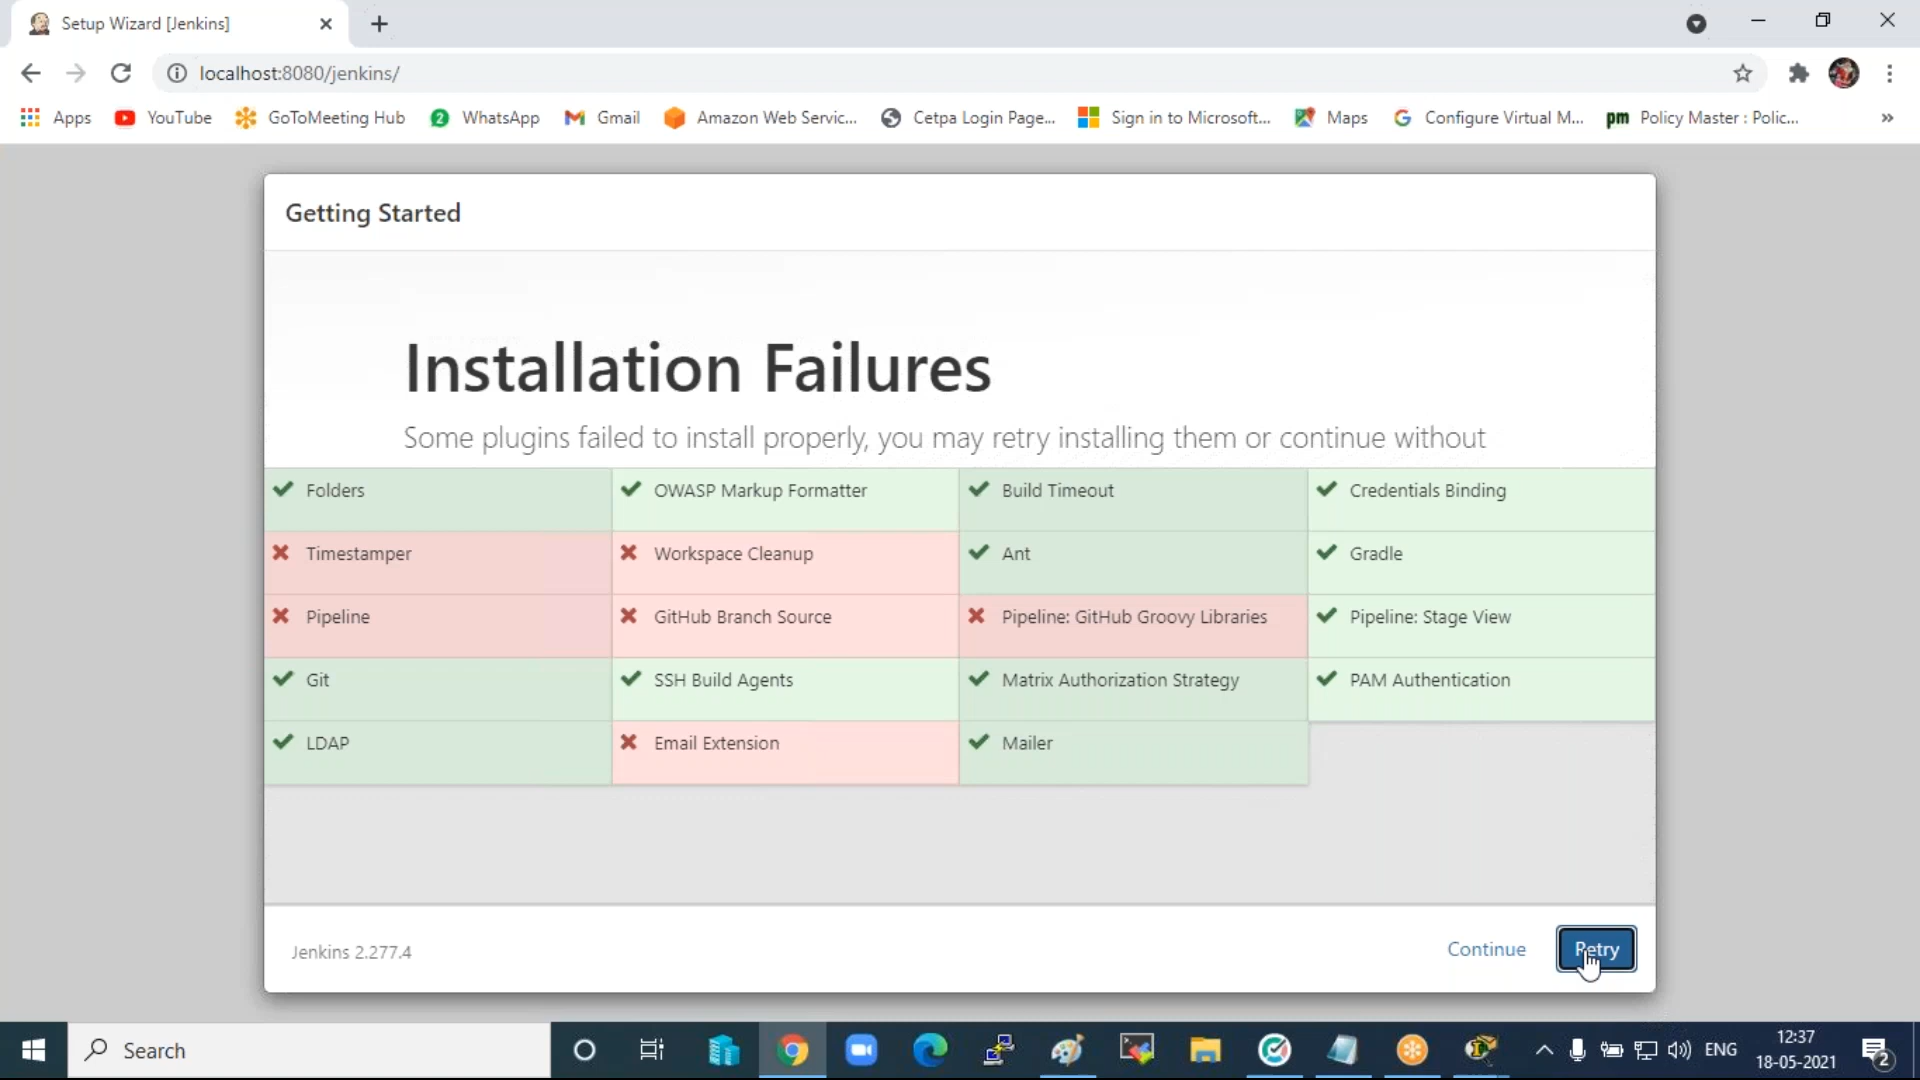 Setup Wizard [Jenkins]
localhost:8080/jenkins/
Apps YouTube GoToMeeting Hub 2 WhatsApp Gmail Amazon Web Servic... Cetpa Login Page... Sign in to Microsoft... Maps Configure Virtual M... pm Policy Master : Polic... »
Getting Started
Installation Failures
Some plugins failed to install properly, you may retry installing them or continue without
Folders OWASP Markup Formatter Build Timeout Credentials Binding
Timestamper Workspace Cleanup Ant Gradle
Pipeline GitHub Branch Source Pipeline: GitHub Groovy Libraries Pipeline: Stage View
Git SSH Build Agents Matrix Authorization Strategy PAM Authentication
LDAP Email Extension Mailer
Jenkins 2.277.4 Continue Retry
Search ENG 12:37
18-05-2021 2